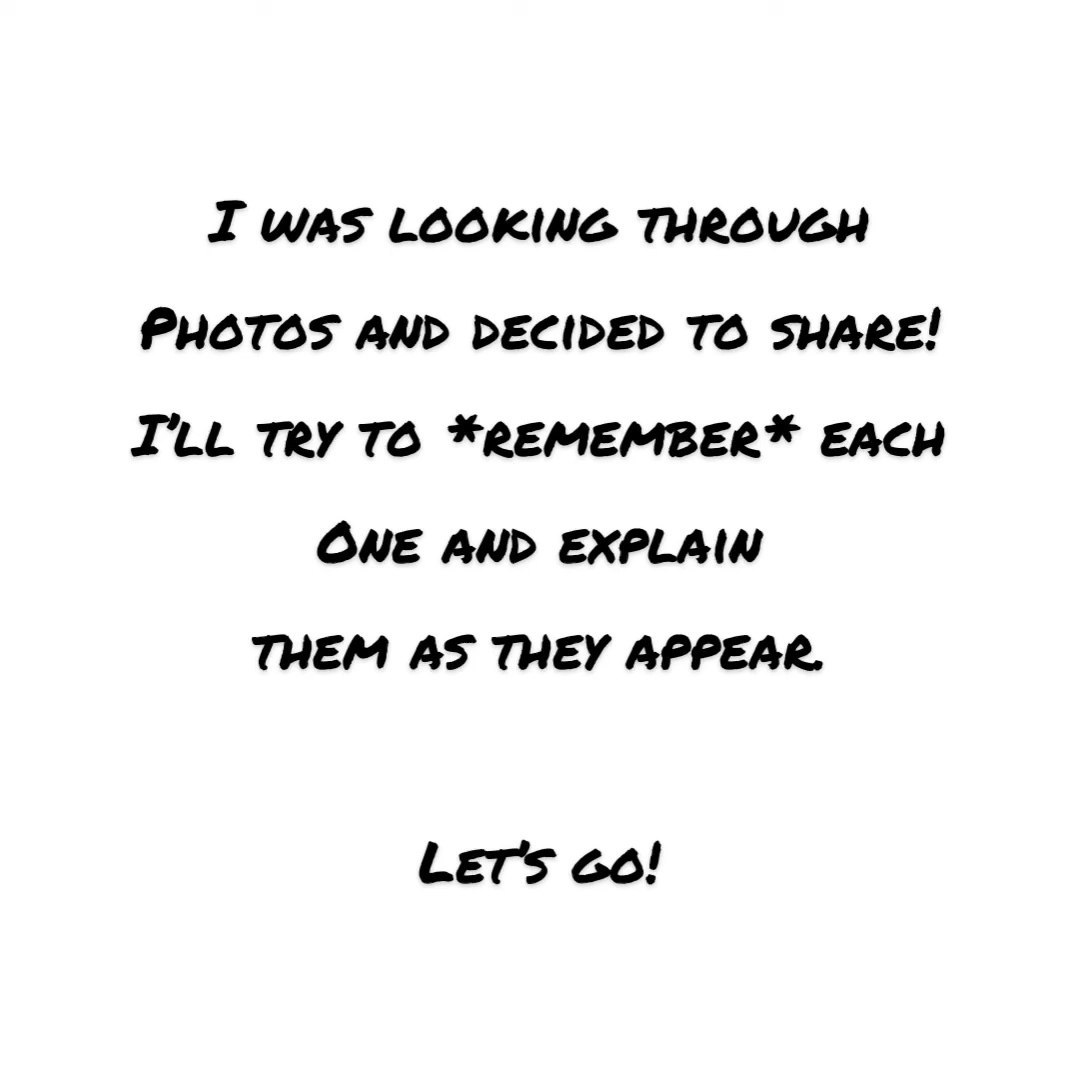 I was looking through
Photos and decided to share!
I'll try to *remember* each
One and explain
them as they appear.
Let's go!